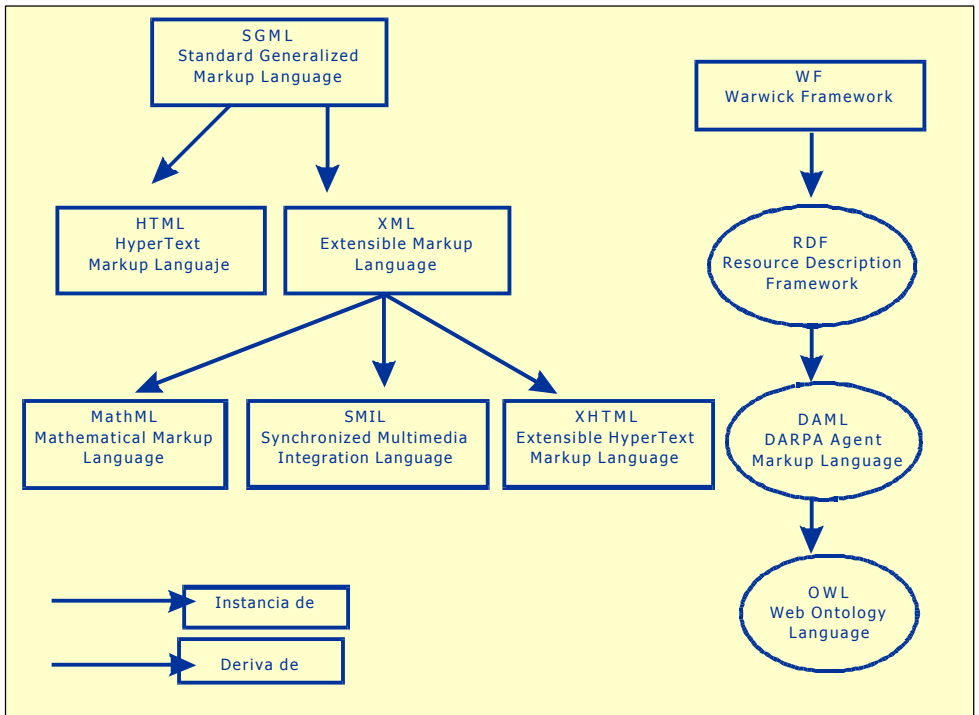 SGML
Standard Generalized
Markup Language
WF
Warwick Framework
HTML
HyperText
Markup Languaje
XML
Extensible Markup
Language
RDF
Resource Description
Framework
MathML
Mathematical Markup
Language
SMIL
Synchronized Multimedia
Integration Language
XHTML
Extensible HyperText
Markup Language
DAML
DARPA Agent
Markup Language
OWL
Web Ontology
Language
Instancia de
Deriva de